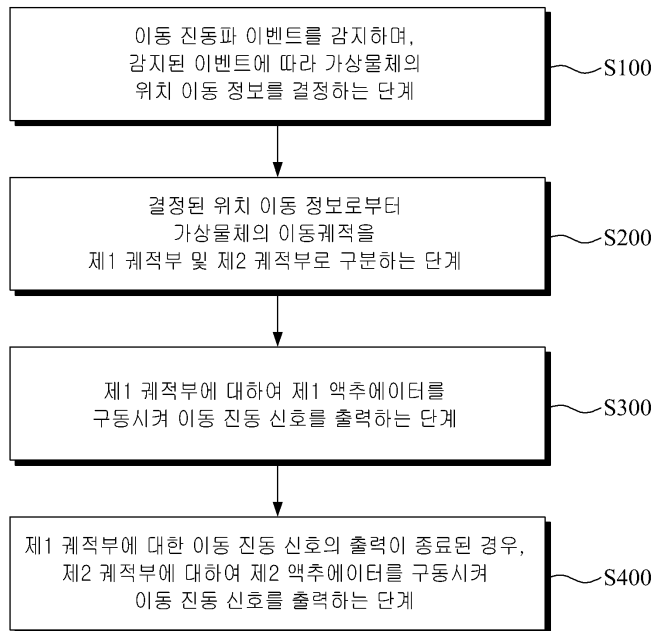 이동 진동파 이벤트를 감지하며,
감지된 이벤트에 따라 가상물체의
위치 이동 정보를 결정하는 단계
S100
결정된 위치 이동 정보로부터
가상물체의 이동궤적을
제1 궤적부 및 제2 궤적부로 구분하는 단계
S200
제1 궤적부에 대하여 제1 액추에이터를
구동시켜 이동 진동 신호를 출력하는 단계
S300
제1 궤적부에 대한 이동 진동 신호의 출력이 종료된 경우,
제2 궤적부에 대하여 제2 액추에이터를 구동시켜
이동 진동 신호를 출력하는 단계
S400